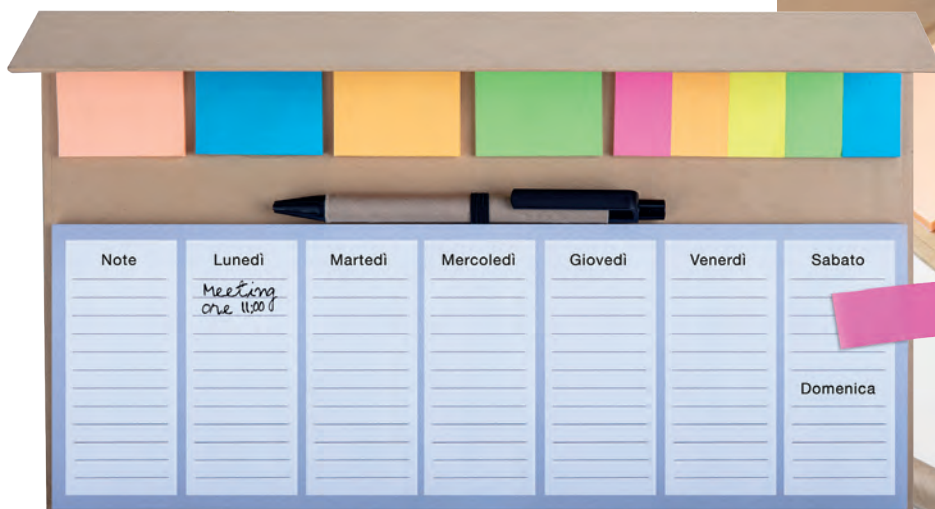 Note
Lunedì
Martedì
Mercoledì
Giovedì
Venerdì
Sabato
Meeting
ore 11:00
Domenica